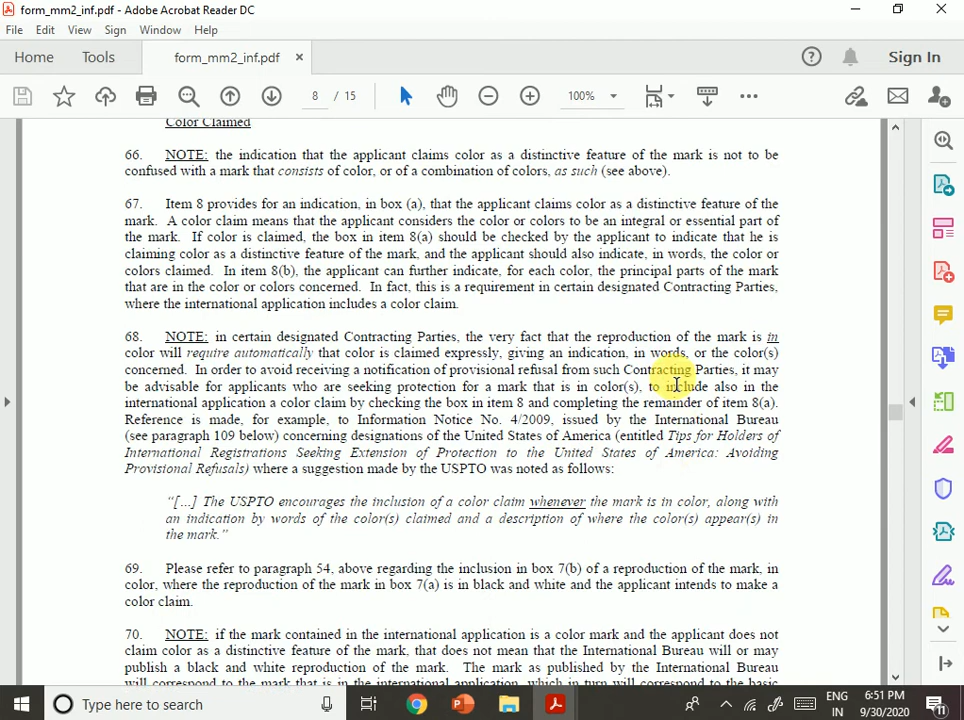 form_mm2_inf.pdf - Adobe Acrobat Reader DC
File Edit View Window Sign Help
Home Tools form_mm2_inf.pdf × Sign In
8 / 15 100%
Color Claimed
66. NOTE: the indication that the applicant claims color as a distinctive feature of the mark is not to be
confused with a mark that consists of color, or of a combination of colors, as such (see above).
67. Item 8 provides for an indication, in box (a), that the applicant claims color as a distinctive feature of the
mark. A color claim means that the applicant considers the color or colors to be an integral or essential part of
the mark. If color is claimed, the box in item 8(a) should be checked by the applicant to indicate that he is
claiming color as a distinctive feature of the mark, and the applicant should also indicate, in words, the color or
colors claimed. In item 8(b), the applicant can further indicate, for each color, the principal parts of the mark
that are in the color or colors concerned. In fact, this is a requirement in certain designated Contracting Parties,
where the international application includes a color claim.
68. NOTE: in certain designated Contracting Parties, the very fact that the reproduction of the mark is in
color will require automatically that color is claimed expressly, giving an indication, in words, or the color(s)
concerned. In order to avoid receiving a notification of provisional refusal from such Contracting Parties, it may
be advisable for applicants who are seeking protection for a mark that is in color(s), to include also in the
international application a color claim by checking the box in item 8 and completing the remainder of item 8(a).
Reference is made, for example, to Information Notice No. 4/2009, issued by the International Bureau
(see paragraph 109 below) concerning designations of the United States of America (entitled Tips for Holders of
International Registrations Seeking Extension of Protection to the United States of America: Avoiding
Provisional Refusals) where a suggestion made by the USPTO was noted as follows:
“[…] The USPTO encourages the inclusion of a color claim whenever the mark is in color, along with
an indication by words of the color(s) claimed and a description of where the color(s) appear(s) in
the mark.”
69. Please refer to paragraph 54, above regarding the inclusion in box 7(b) of a reproduction of the mark, in
color, where the reproduction of the mark in box 7(a) is in black and white and the applicant intends to make a
color claim.
70. NOTE: if the mark contained in the international application is a color mark and the applicant does not
claim color as a distinctive feature of the mark, that does not mean that the International Bureau will or may
publish a black and white reproduction of the mark. The mark as published by the International Bureau
will correspond to the mark that is in the international application, which in turn will correspond to the basic
Type here to search
ENG
IN
6:51 PM
9/30/2020
11